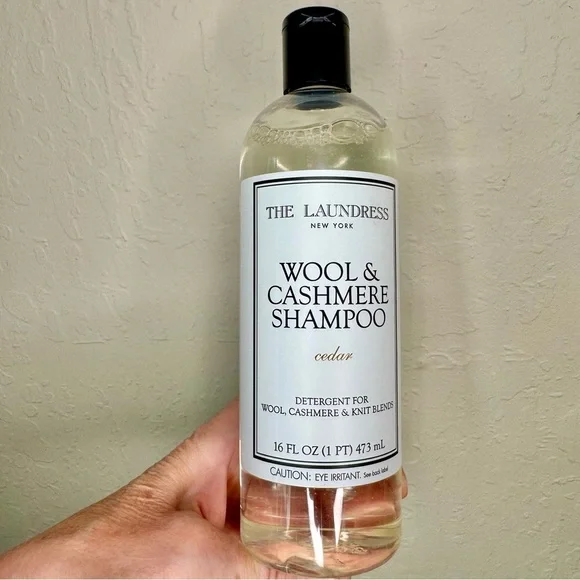 THE LAUNDRESS
NEW YORK
WOOL &
CASHMERE
SHAMPOO
cedar
DETERGENT FOR
WOOL, CASHMERE & KNIT BLENDS
16 FL OZ (1 PT) 473 mL
CAUTION: EYE IRRITANT. See back label